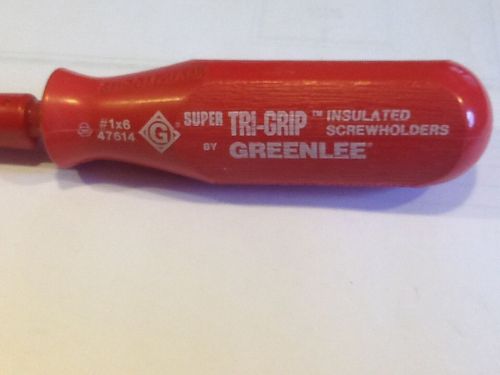 #1x6
47614
G®
SUPER TRI-GRIP™ INSULATED SCREWHOLDERS
BY GREENLEE®